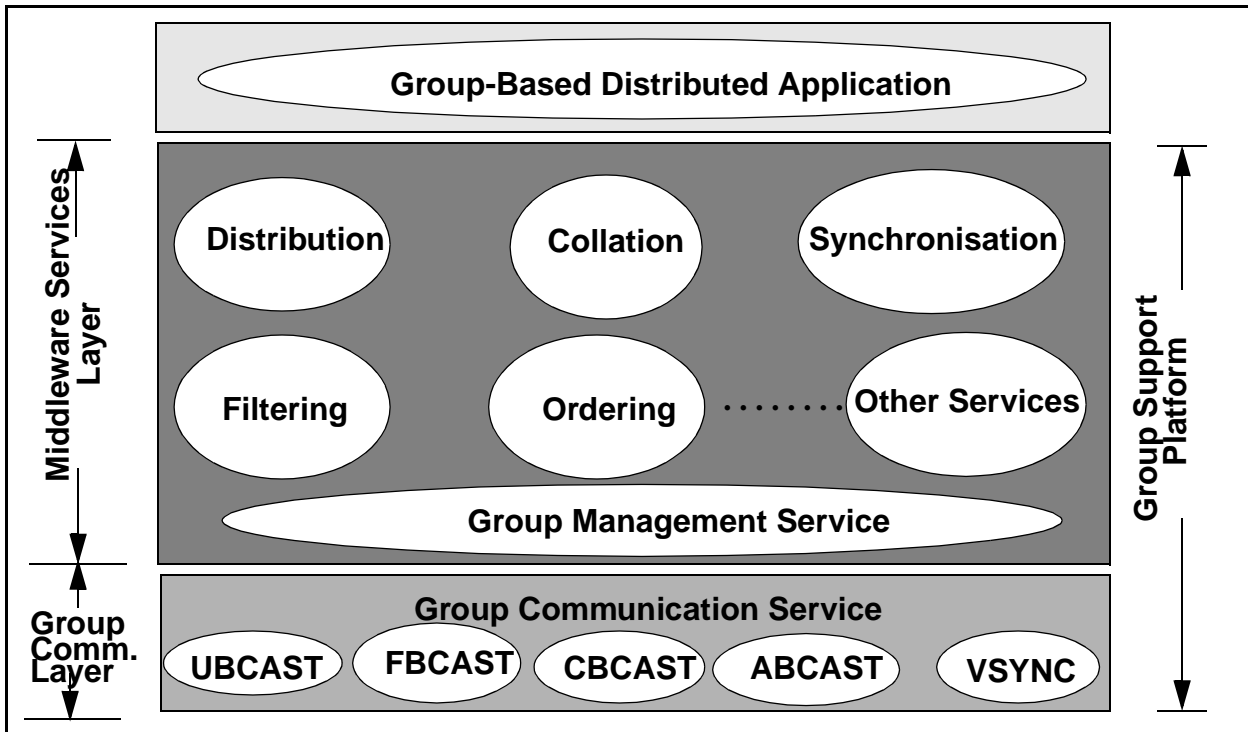 Group-Based Distributed Application
Middleware Services
Layer
Distribution
Collation
Synchronisation
Filtering
Ordering
........
Other Services
Group Management Service
Group Support
Platform
Group
Comm.
Layer
Group Communication Service
UBCAST
FBCAST
CBCAST
ABCAST
VSYNC